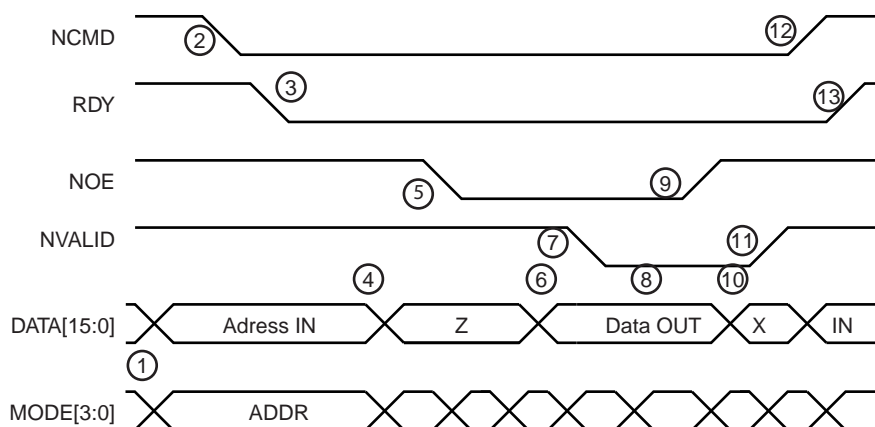 NCMD
2
12
RDY
3
13
NOE
5
9
NVALID
7
11
4
6
8
10
DATA[15:0]
Adress IN
Z
Data OUT
X
IN
1
MODE[3:0]
ADDR